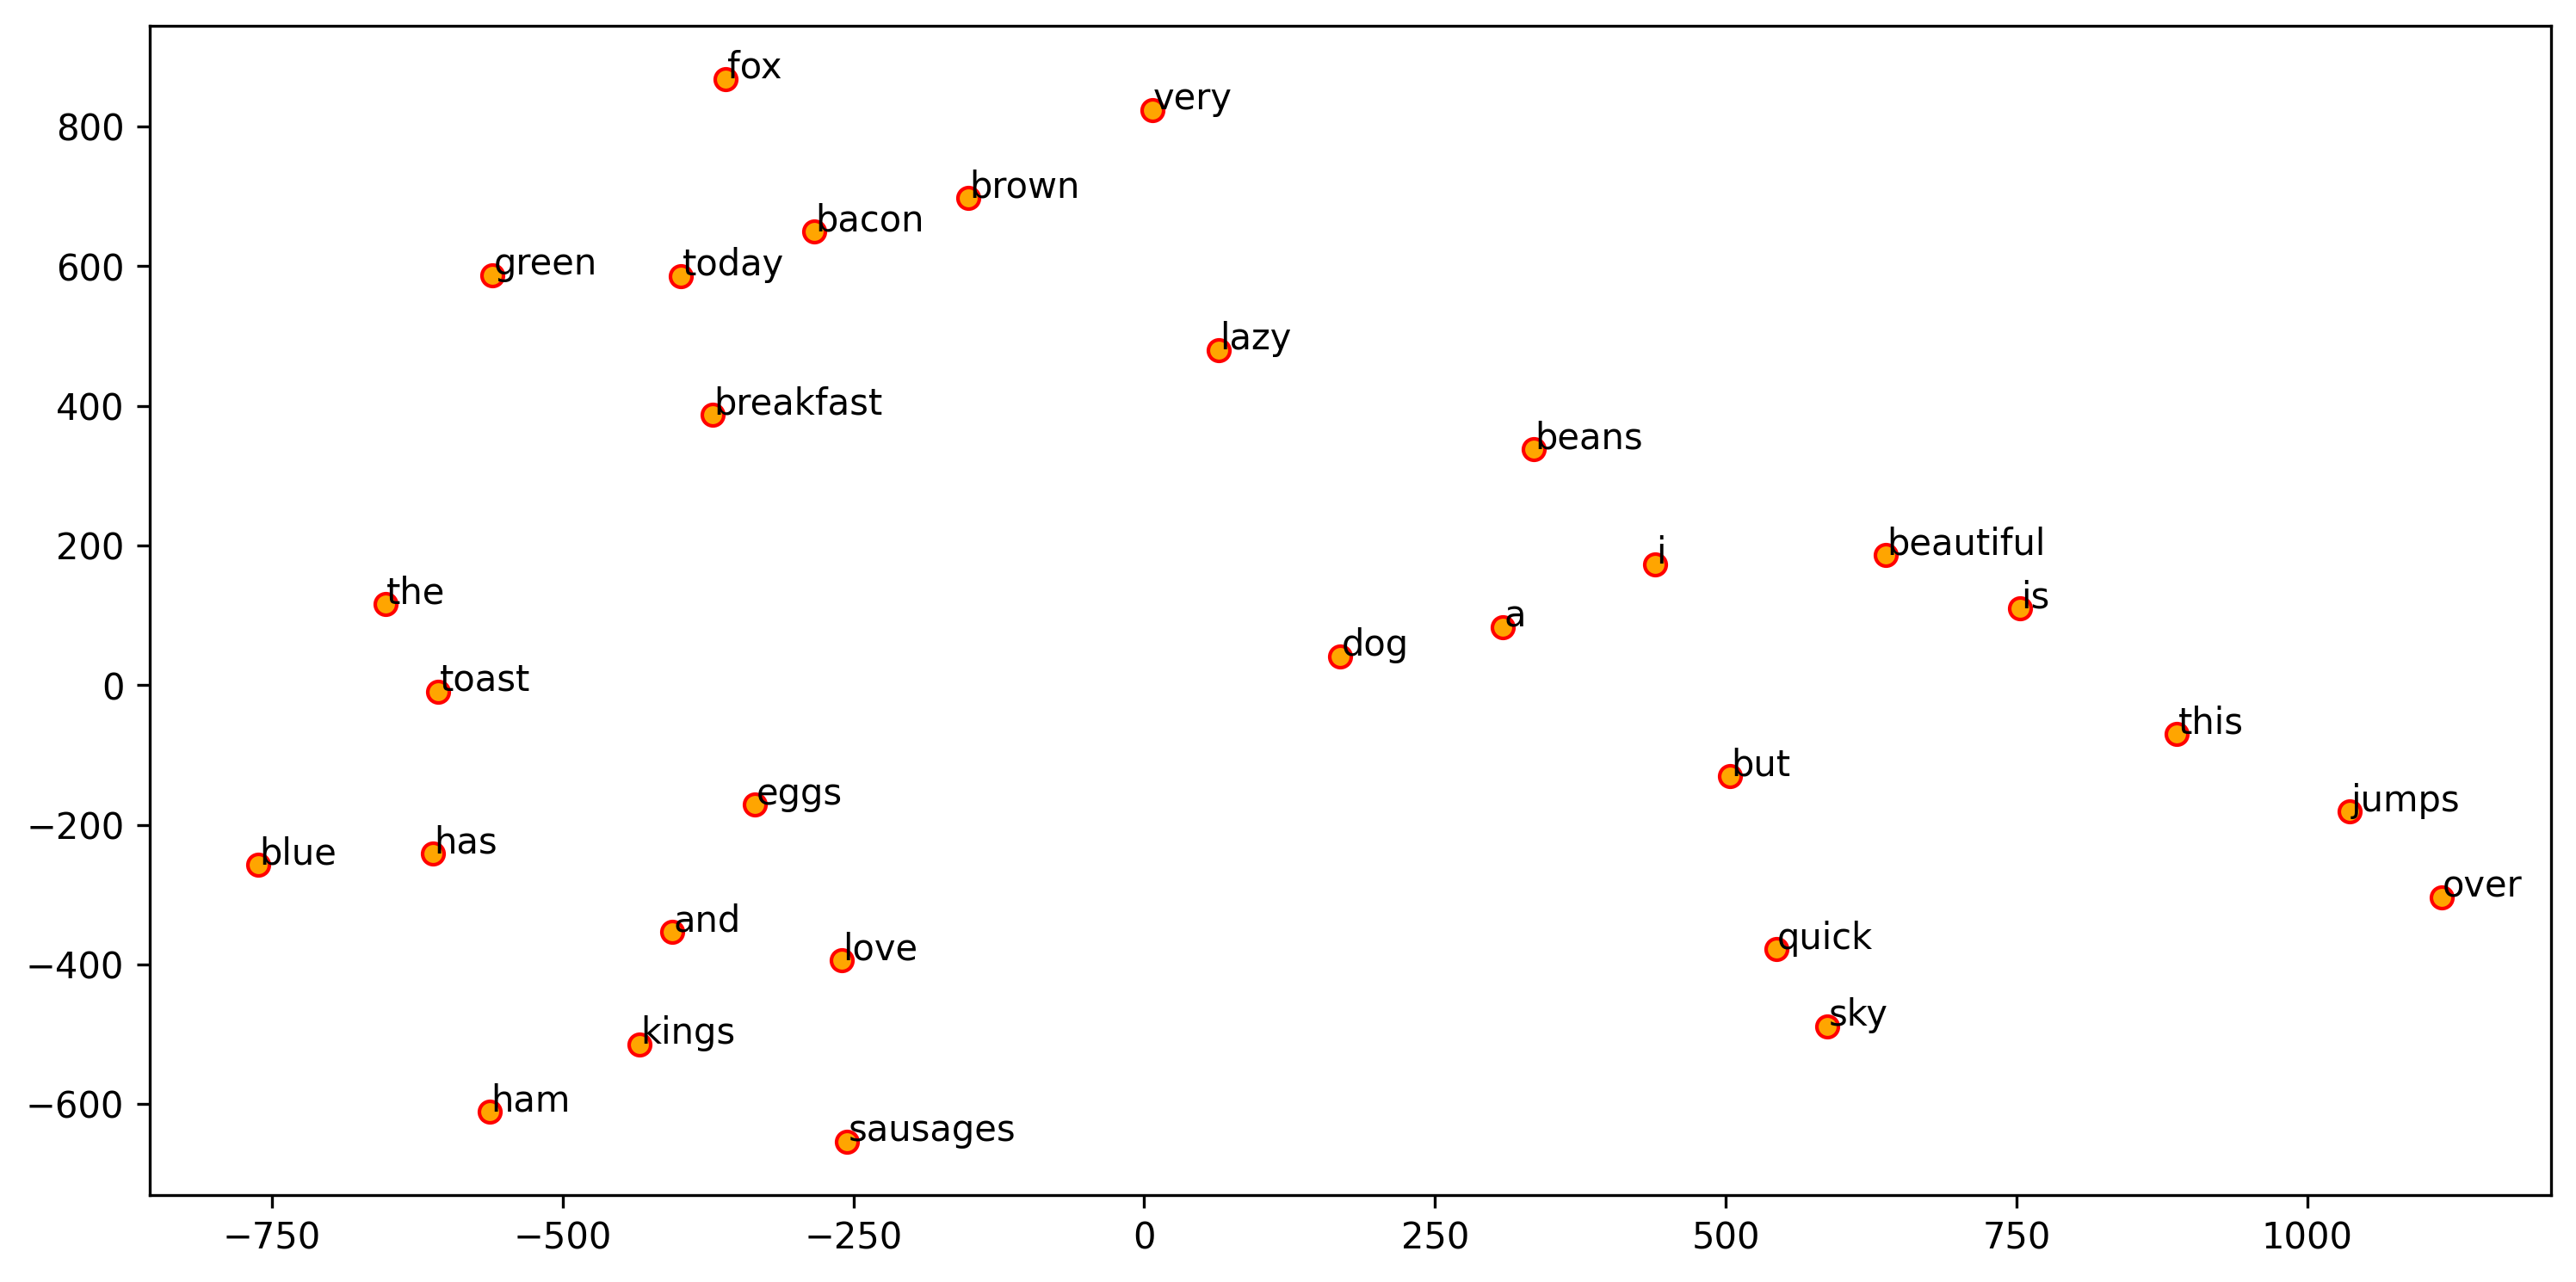 fox
very
800
brown
bacon
green
today
600
lazy
breakfast
400
beans
beautiful
i
200
the
is
a
dog
toast
0
this
but
eggs
jumps
−200
has
blue
over
and
quick
love
−400
sky
kings
ham
−600
sausages
−750 −500 −250 0 250 500 750 1000